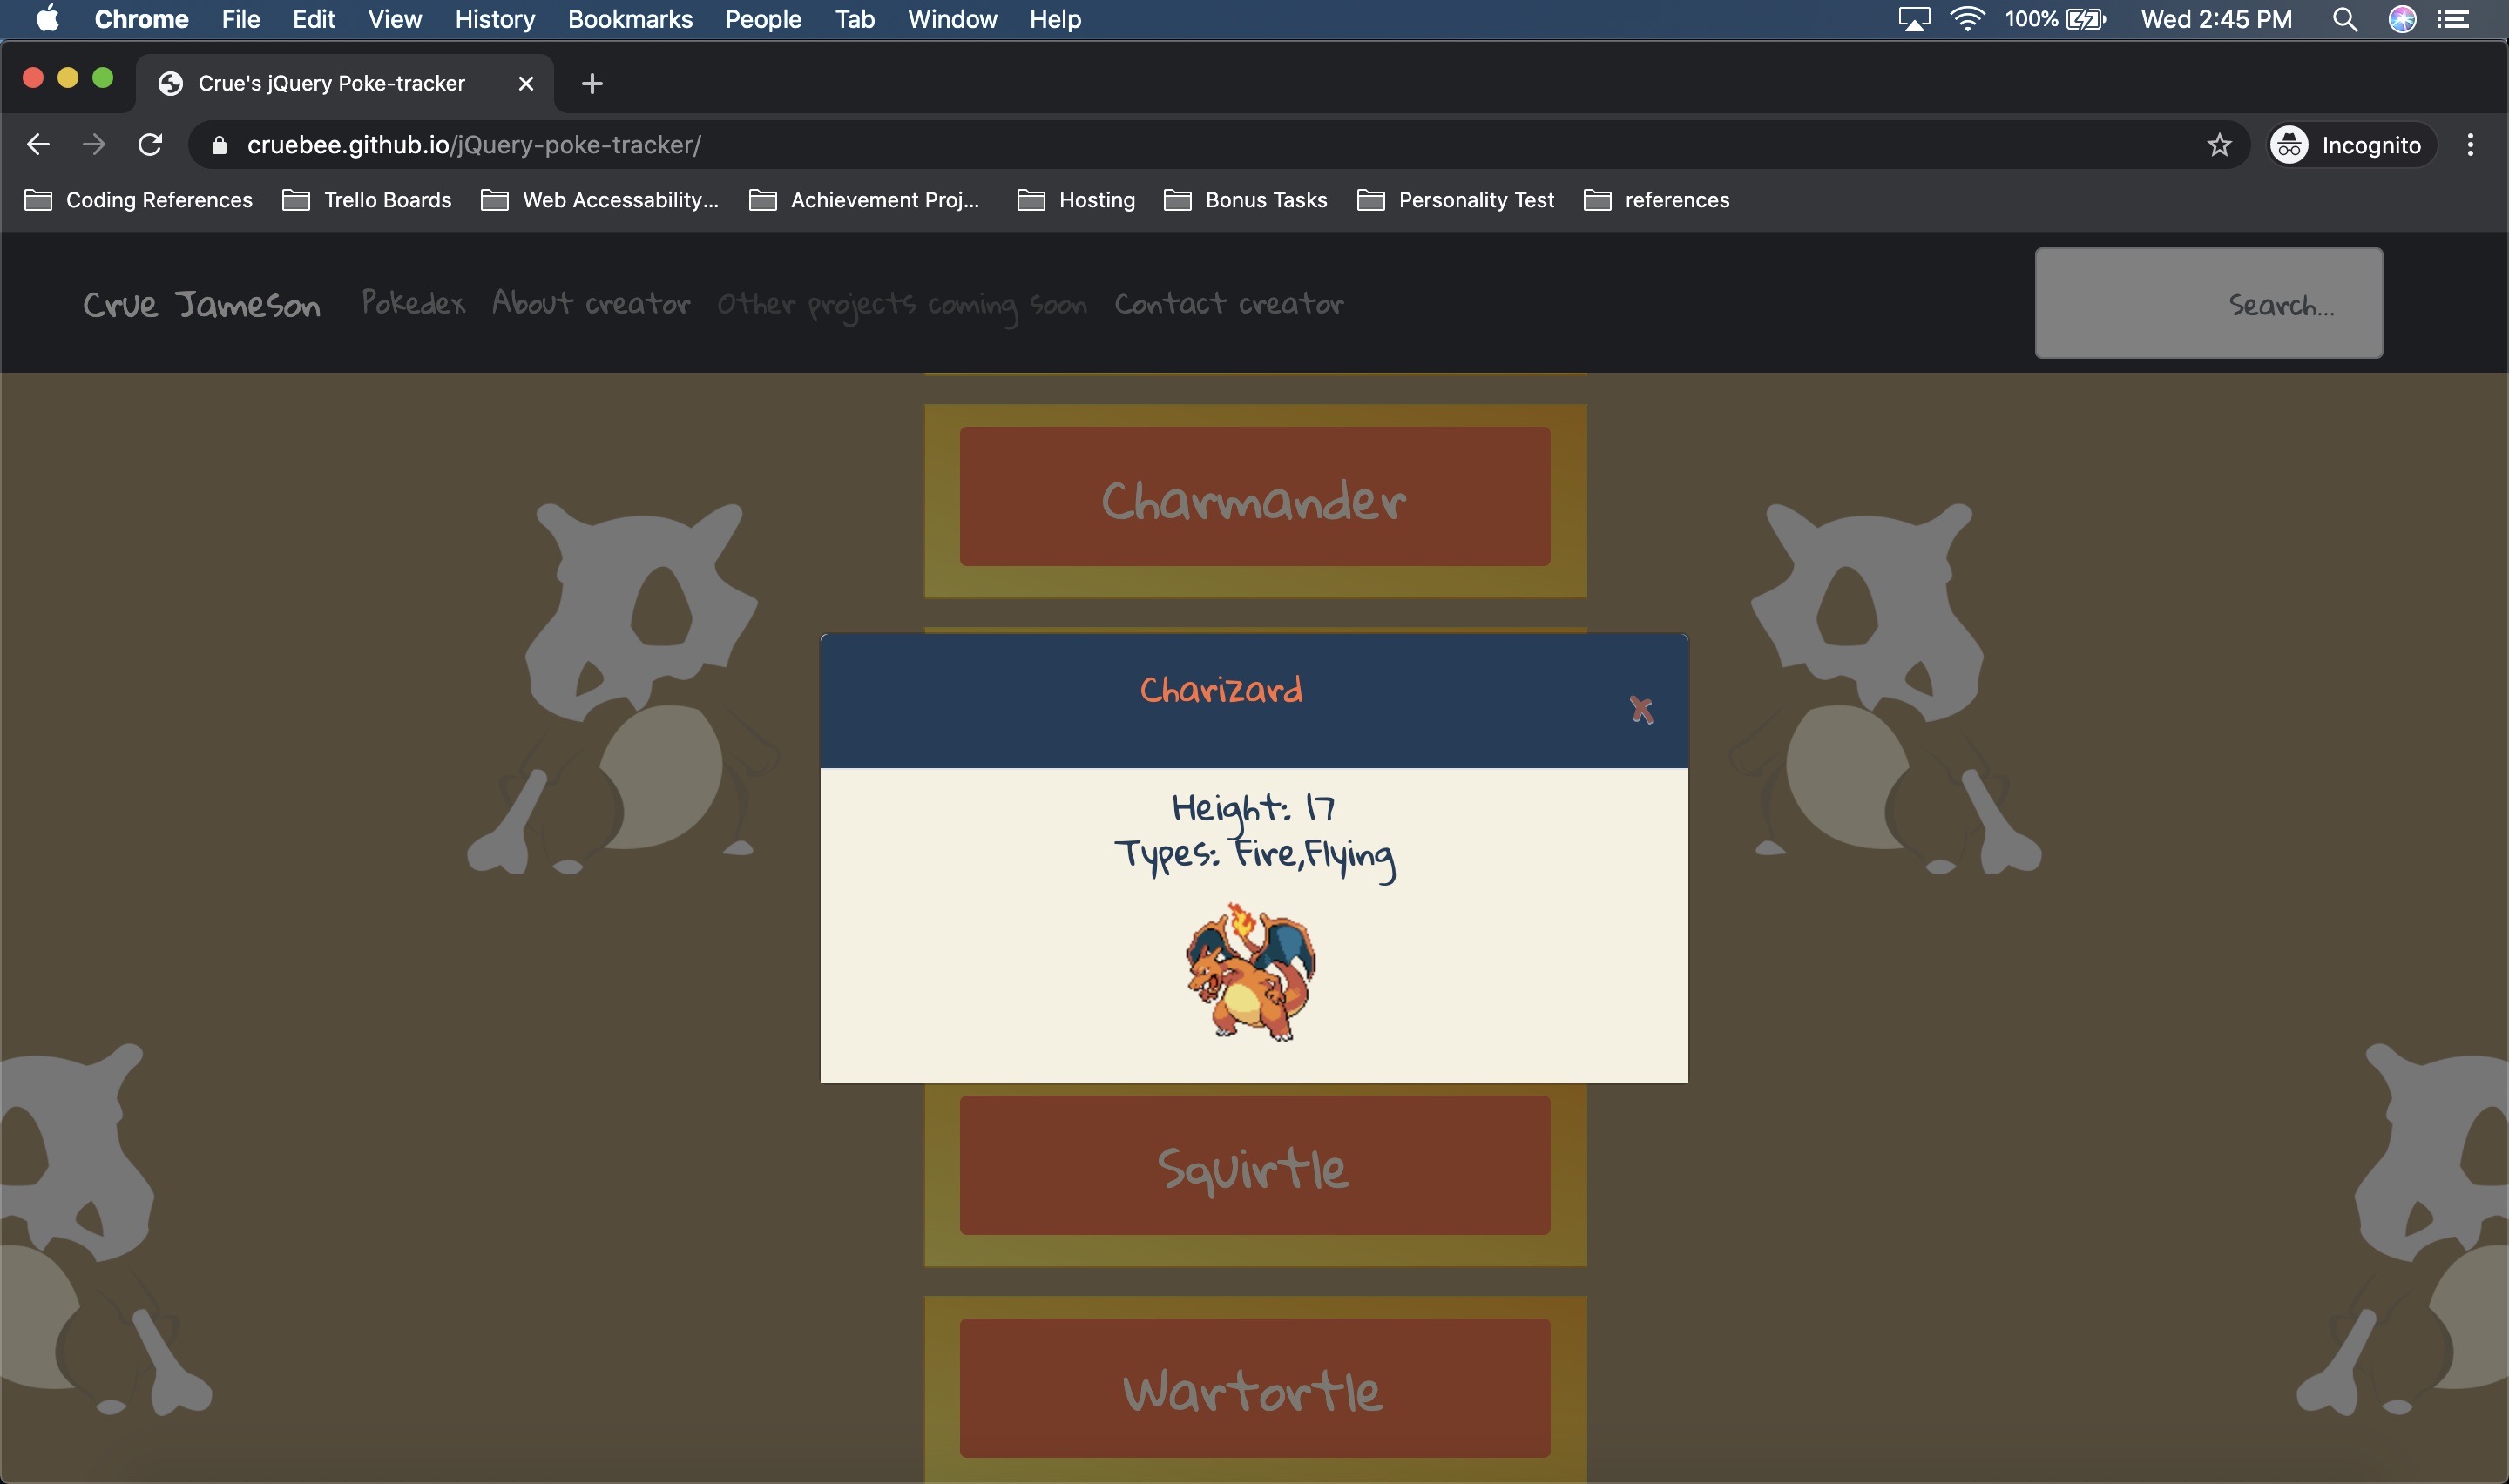 Chrome File Edit View History Bookmarks People Tab Window Help 100% Wed 2:45 PM
Crue's jQuery Poke-tracker
cruebee.github.io/jQuery-poke-tracker/ Incognito
Coding References Trello Boards Web Accessability... Achievement Proj... Hosting Bonus Tasks Personality Test references
Crue Jameson Pokedex About creator Other projects coming soon Contact creator Search...
Charmander
Charizard x
Height: 17
Types: Fire,Flying
Squirtle
Wartortle